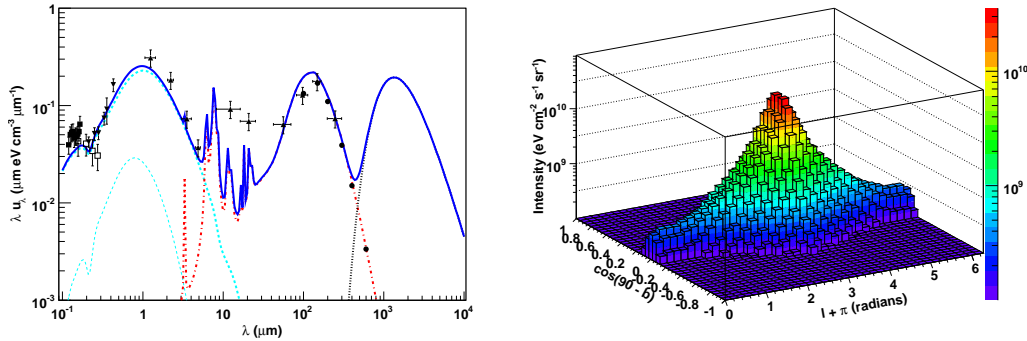 1
10⁻¹
10⁻²
10⁻³
λ u_λ (μm eV cm⁻³ μm⁻¹)
10⁻¹ 1 10 10² 10³ 10⁴
λ (μm)
Intensity (eV cm⁻² s⁻¹ sr⁻¹)
10¹⁰
10⁹
1 0.8 0.6 0.4 0.2 0 -0.2 -0.4 -0.6 -0.8 -1
cos(90 - b)
0 1 2 3 4 5 6
l + π (radians)
10¹⁰
10⁹